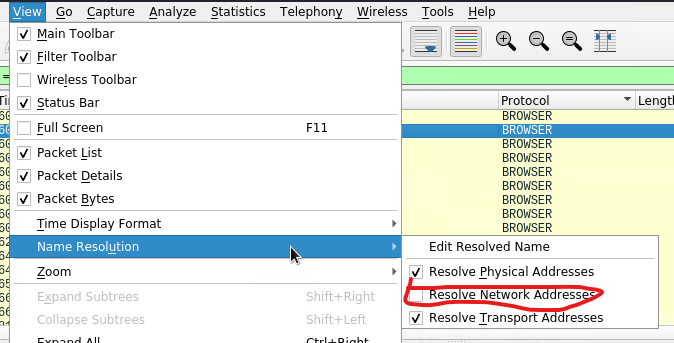 View Go Capture Analyze Statistics Telephony Wireless Tools Help
Main Toolbar
Filter Toolbar
Wireless Toolbar
Status Bar
Full Screen F11
Packet List
Packet Details
Packet Bytes
Time Display Format
Name Resolution
Zoom
Expand Subtrees Shift+Right
Collapse Subtrees Shift+Left
Expand All Ctrl+Right
Protocol Length
BROWSER
BROWSER
BROWSER
BROWSER
BROWSER
BROWSER
BROWSER
BROWSER
BROWSER
Edit Resolved Name
Resolve Physical Addresses
Resolve Network Addresses
Resolve Transport Addresses